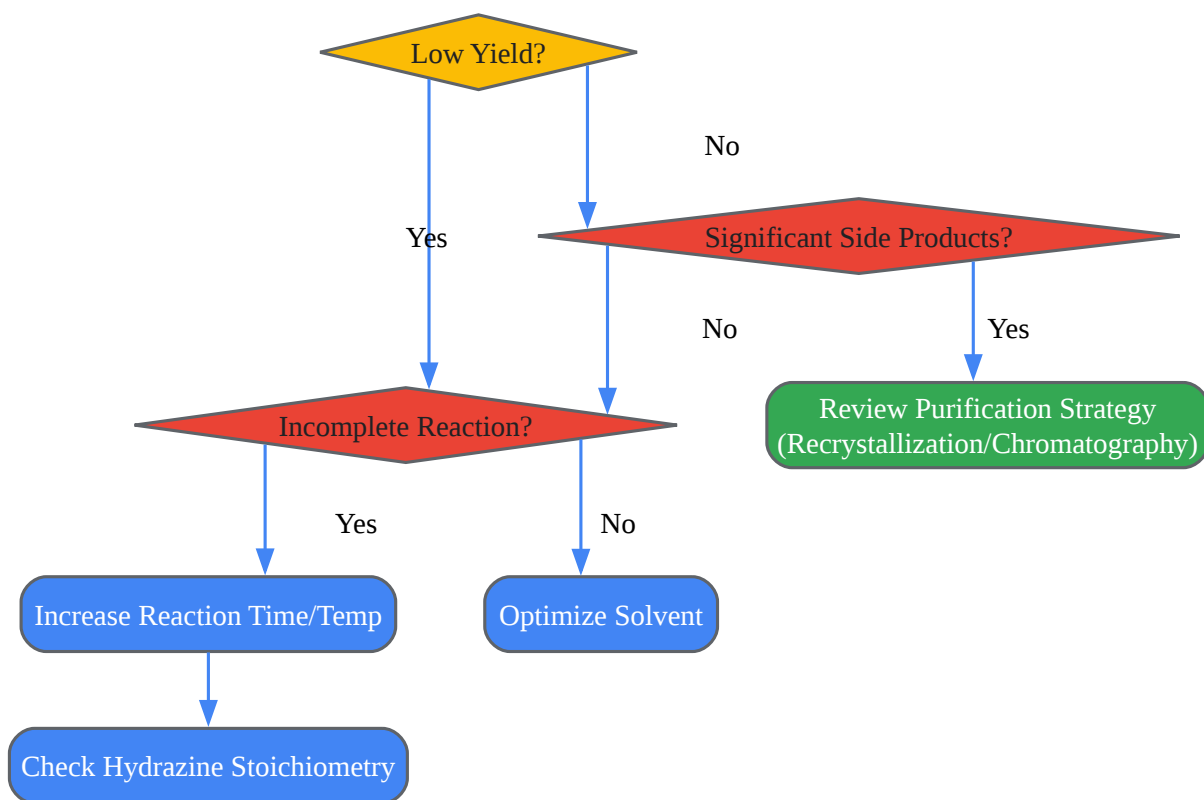 Low Yield?
No
Yes
Significant Side Products?
No
Yes
Review Purification Strategy
(Recrystallization/Chromatography)
Incomplete Reaction?
Yes
No
Increase Reaction Time/Temp
Optimize Solvent
Check Hydrazine Stoichiometry